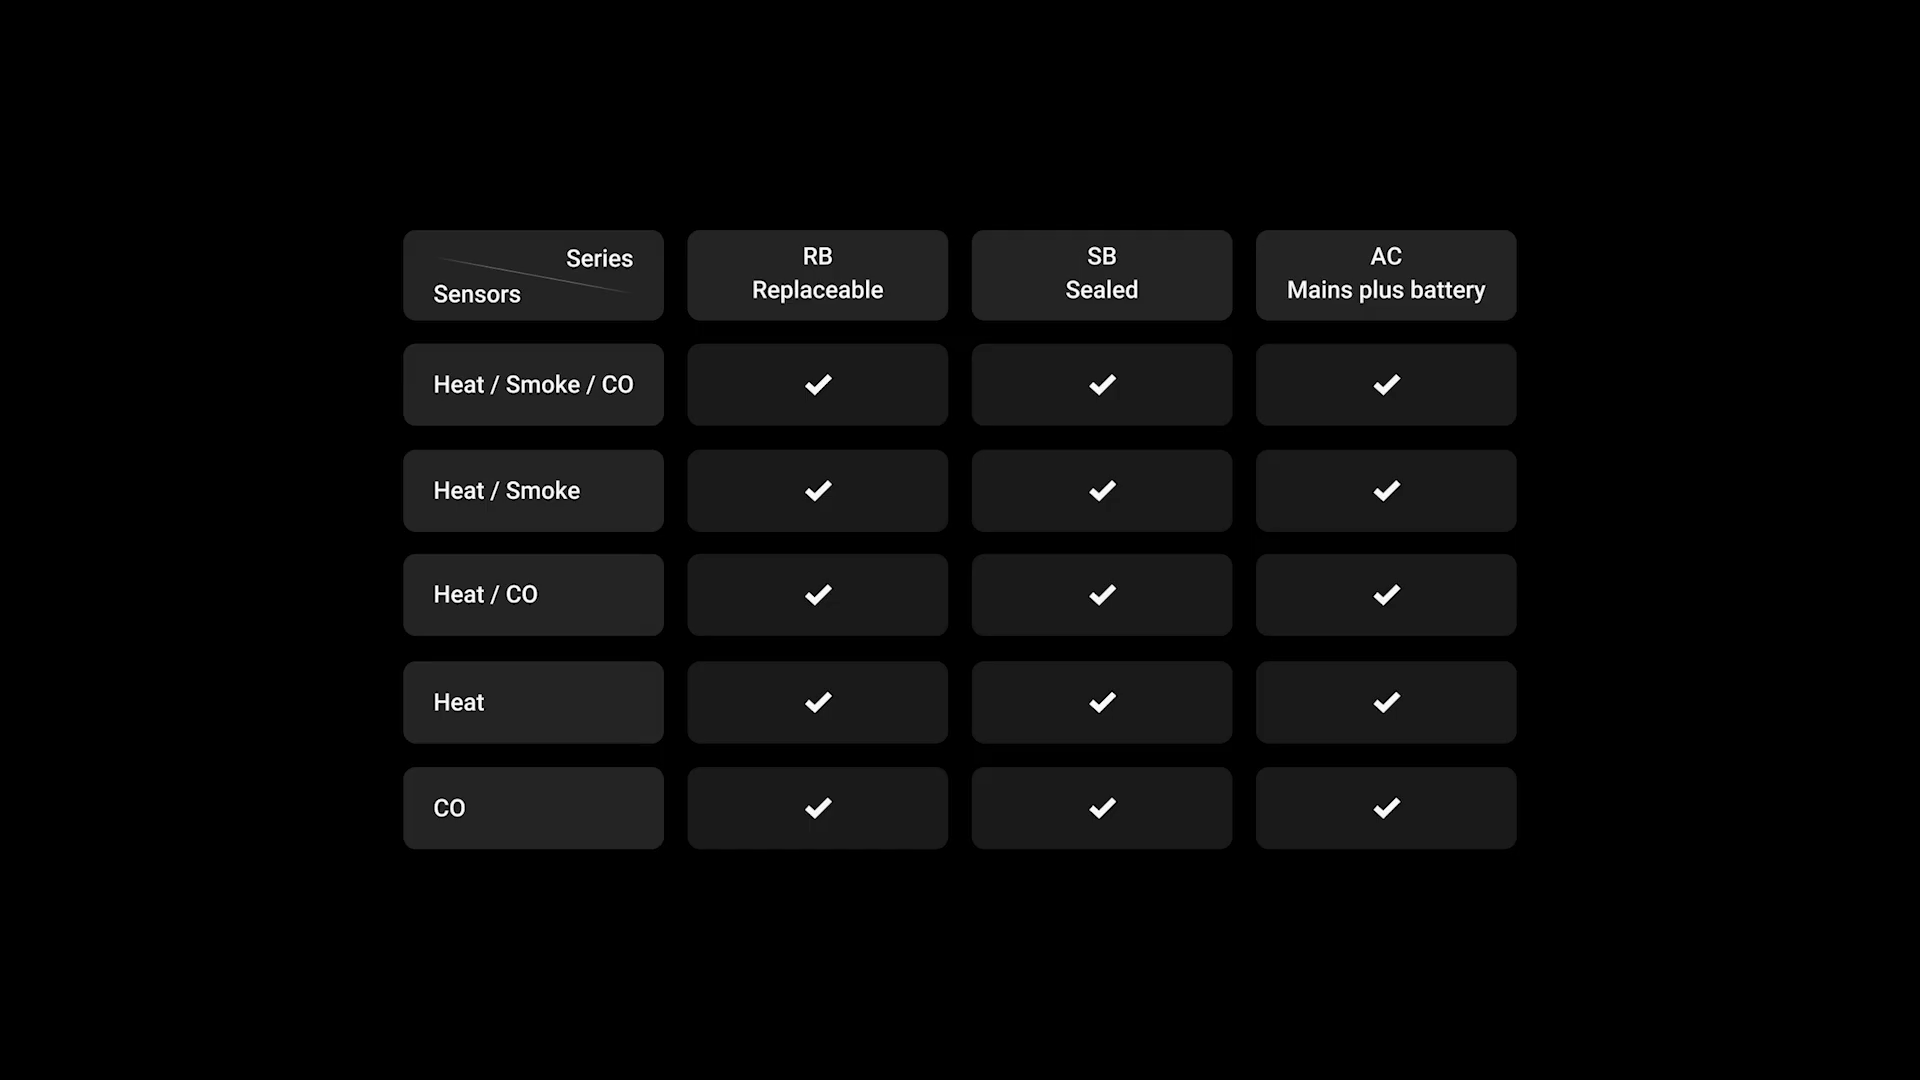 Series
Sensors
RB
Replaceable
SB
Sealed
AC
Mains plus battery
Heat / Smoke / CO
Heat / Smoke
Heat / CO
Heat
CO